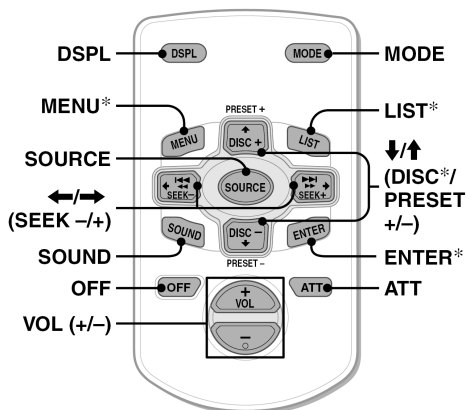 DSPL
DSPL
MODE
MODE
MENU*
PRESET +
LIST*
MENU
DISC +
LIST
SOURCE
↓/↑
(DISC*/
PRESET
+/–)
←/→
(SEEK –/+)
SEEK–
SOURCE
SEEK+
SOUND
DISC –
ENTER
SOUND
PRESET –
ENTER*
OFF
OFF
ATT
ATT
+
VOL
VOL (+/–)
–